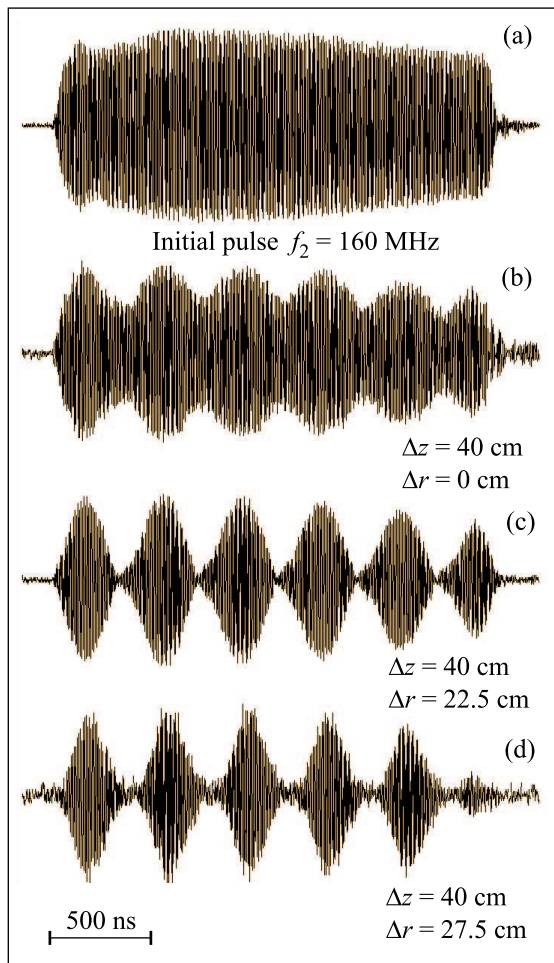 (a)
Initial pulse f₂ = 160 MHz
(b)
Δz = 40 cm
Δr = 0 cm
(c)
Δz = 40 cm
Δr = 22.5 cm
(d)
Δz = 40 cm
Δr = 27.5 cm
500 ns